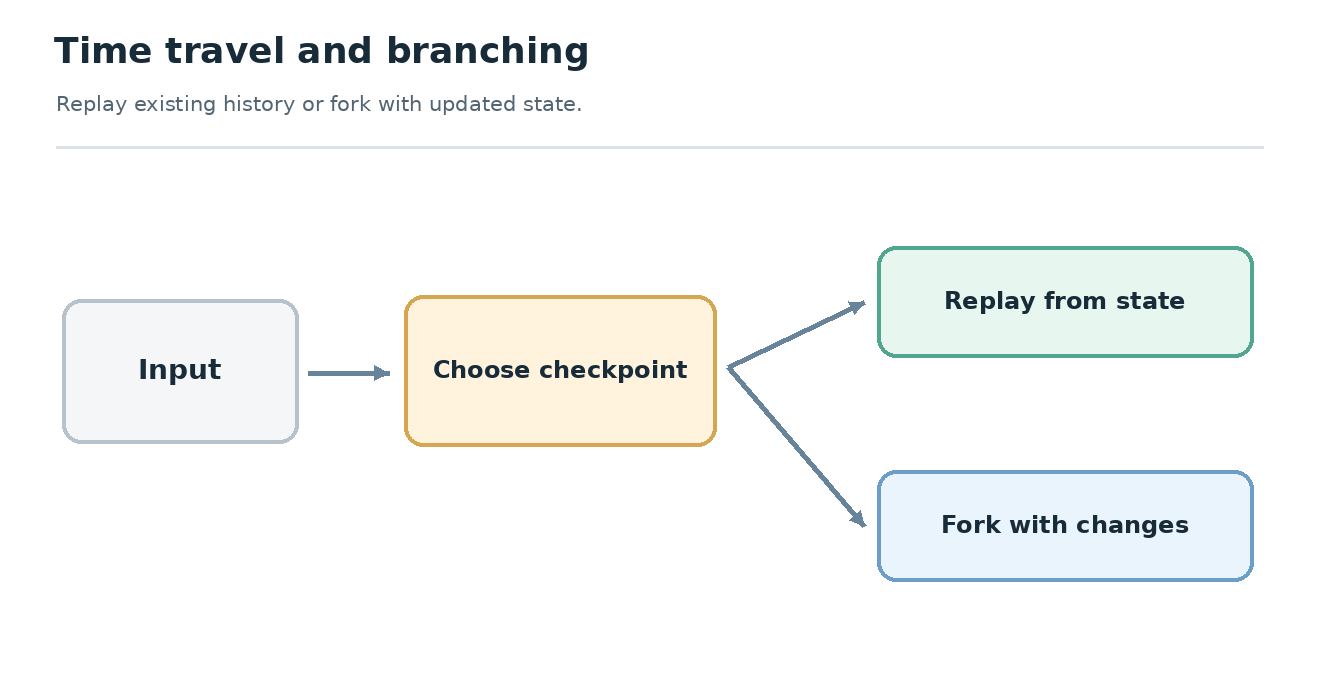 Time travel and branching
Replay existing history or fork with updated state.
Input
Choose checkpoint
Replay from state
Fork with changes